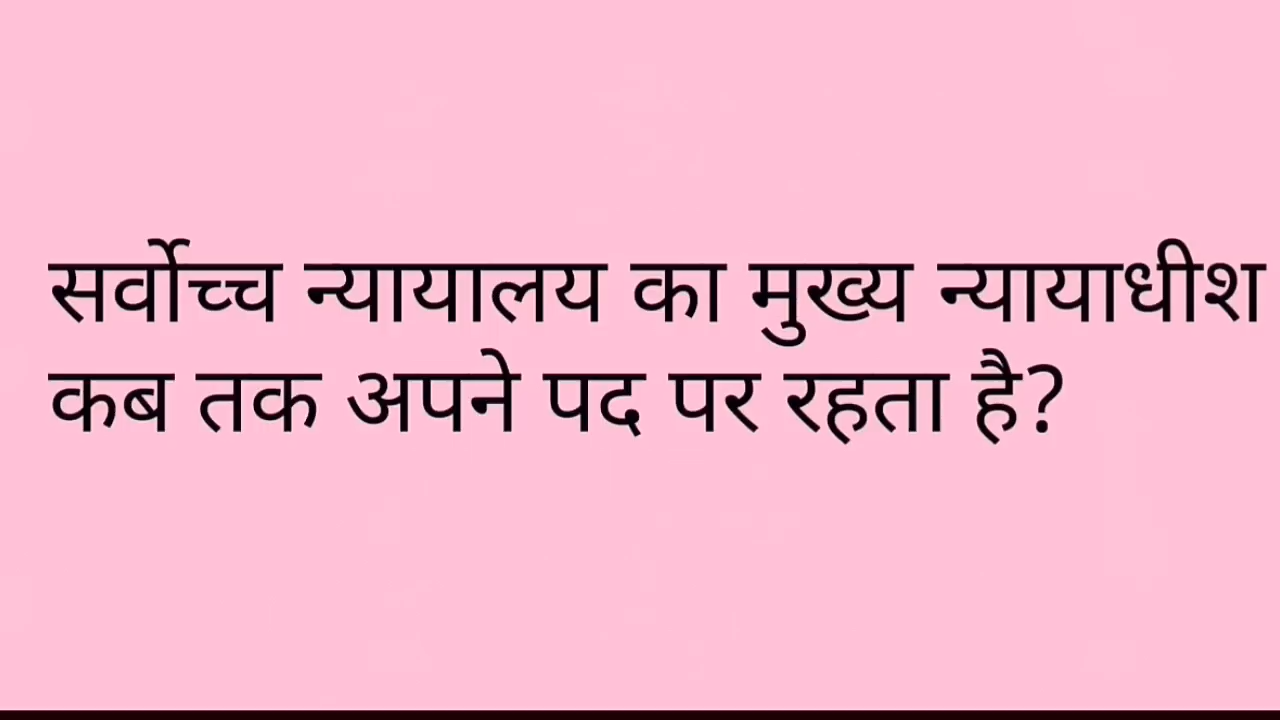 सर्वोच्च न्यायालय का मुख्य न्यायाधीश
कब तक अपने पद पर रहता है?